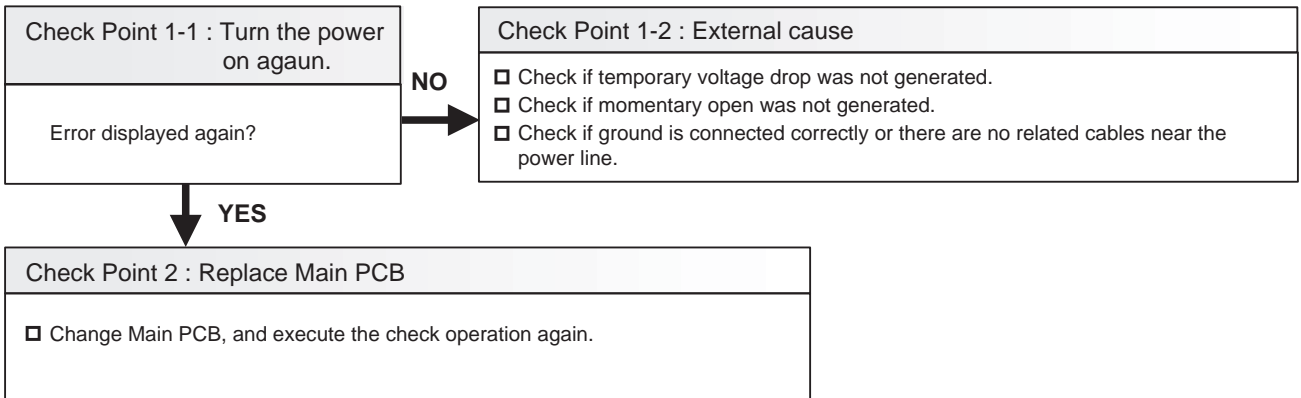 Check Point 1-1 : Turn the power
on agaun.
Error displayed again?
NO
Check Point 1-2 : External cause
Check if temporary voltage drop was not generated.
Check if momentary open was not generated.
Check if ground is connected correctly or there are no related cables near the
power line.
YES
Check Point 2 : Replace Main PCB
Change Main PCB, and execute the check operation again.